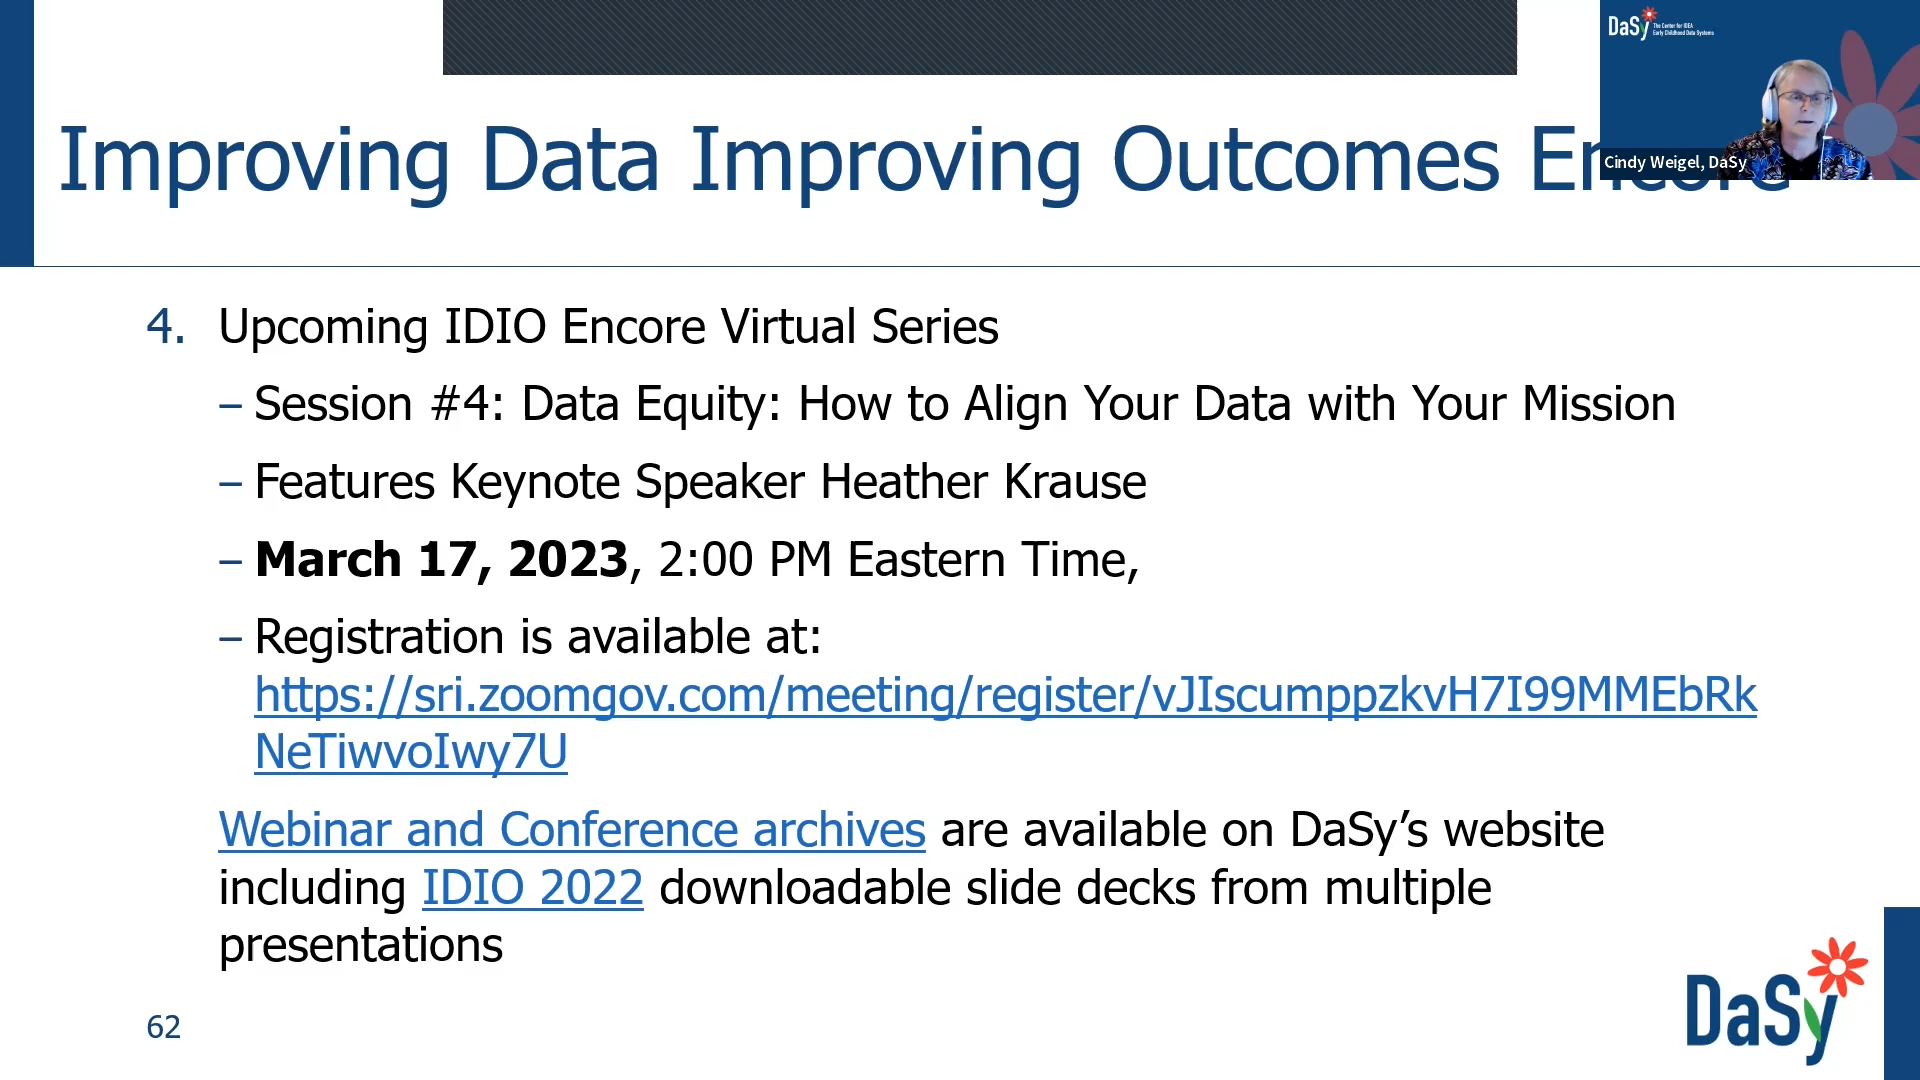 DaSy The Center for IDEA
Early Childhood Data Systems
Cindy Weigel, DaSy
Improving Data Improving Outcomes Encore
4. Upcoming IDIO Encore Virtual Series
– Session #4: Data Equity: How to Align Your Data with Your Mission
– Features Keynote Speaker Heather Krause
– March 17, 2023, 2:00 PM Eastern Time,
– Registration is available at:
https://sri.zoomgov.com/meeting/register/vJIscumppzkvH7I99MMEbRk
NeTiwvoIwy7U
Webinar and Conference archives are available on DaSy’s website
including IDIO 2022 downloadable slide decks from multiple
presentations
62
DaSy